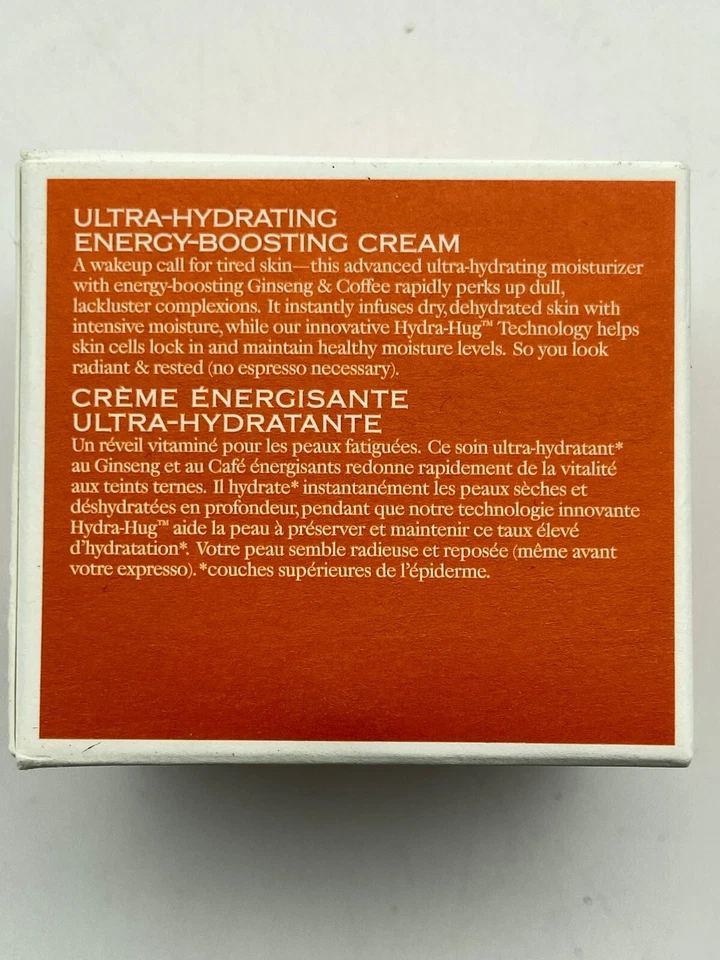 ULTRA-HYDRATING
ENERGY-BOOSTING CREAM
A wakeup call for tired skin—this advanced ultra-hydrating moisturizer
with energy-boosting Ginseng & Coffee rapidly perks up dull,
lackluster complexions. It instantly infuses dry, dehydrated skin with
intensive moisture, while our innovative Hydra-Hug™ Technology helps
skin cells lock in and maintain healthy moisture levels. So you look
radiant & rested (no espresso necessary).
CRÈME ÉNERGISANTE
ULTRA-HYDRATANTE
Un réveil vitaminé pour les peaux fatiguées. Ce soin ultra-hydratant*
au Ginseng et au Café énergisants redonne rapidement de la vitalité
aux teints ternes. Il hydrate* instantanément les peaux sèches et
déshydratées en profondeur, pendant que notre technologie innovante
Hydra-Hug™ aide la peau à préserver et maintenir ce taux élevé
d'hydratation*. Votre peau semble radieuse et reposée (même avant
votre expresso). *couches supérieures de l'épiderme.